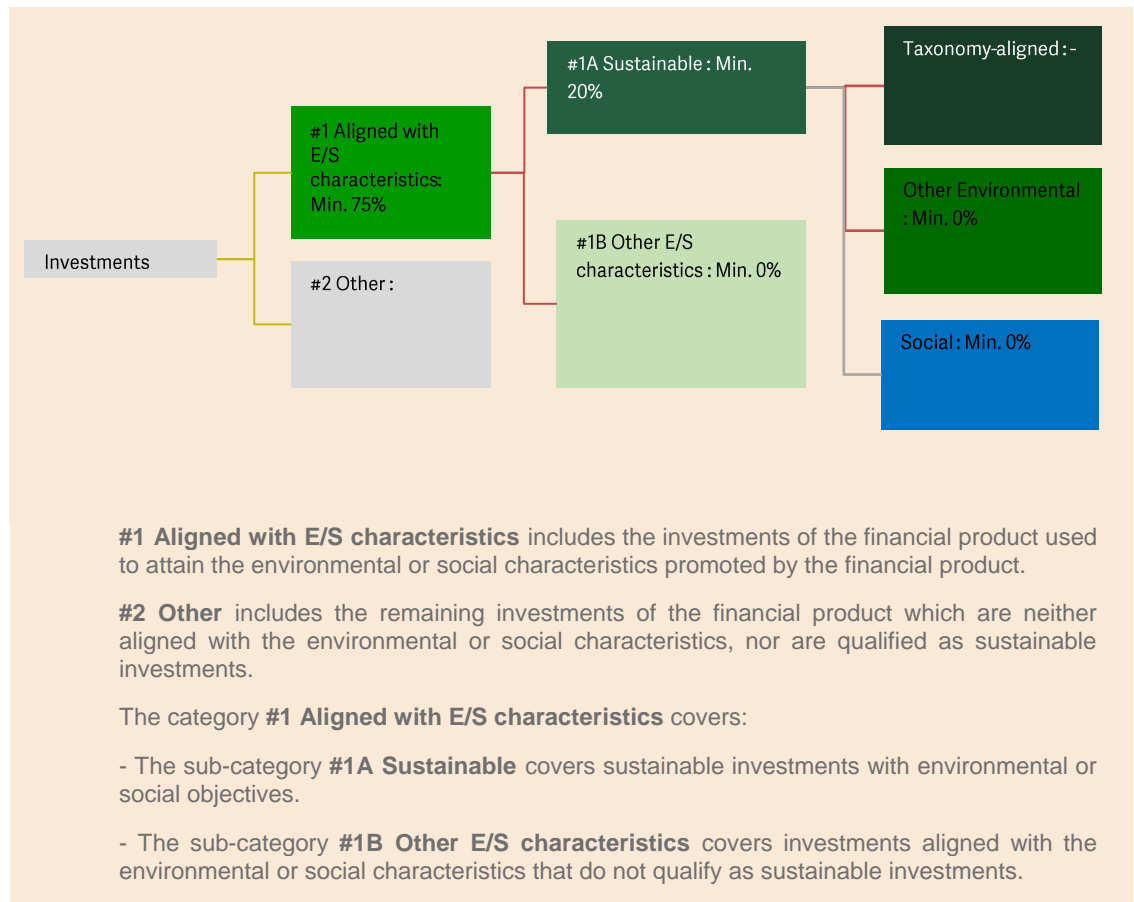 Investments
#1 Aligned with
E/S
characteristics:
Min. 75%
#2 Other :
#1A Sustainable : Min.
20%
#1B Other E/S
characteristics : Min. 0%
Taxonomy-aligned : -
Other Environmental
: Min. 0%
Social : Min. 0%
#1 Aligned with E/S characteristics includes the investments of the financial product used
to attain the environmental or social characteristics promoted by the financial product.
#2 Other includes the remaining investments of the financial product which are neither
aligned with the environmental or social characteristics, nor are qualified as sustainable
investments.
The category #1 Aligned with E/S characteristics covers:
- The sub-category #1A Sustainable covers sustainable investments with environmental or
social objectives.
- The sub-category #1B Other E/S characteristics covers investments aligned with the
environmental or social characteristics that do not qualify as sustainable investments.